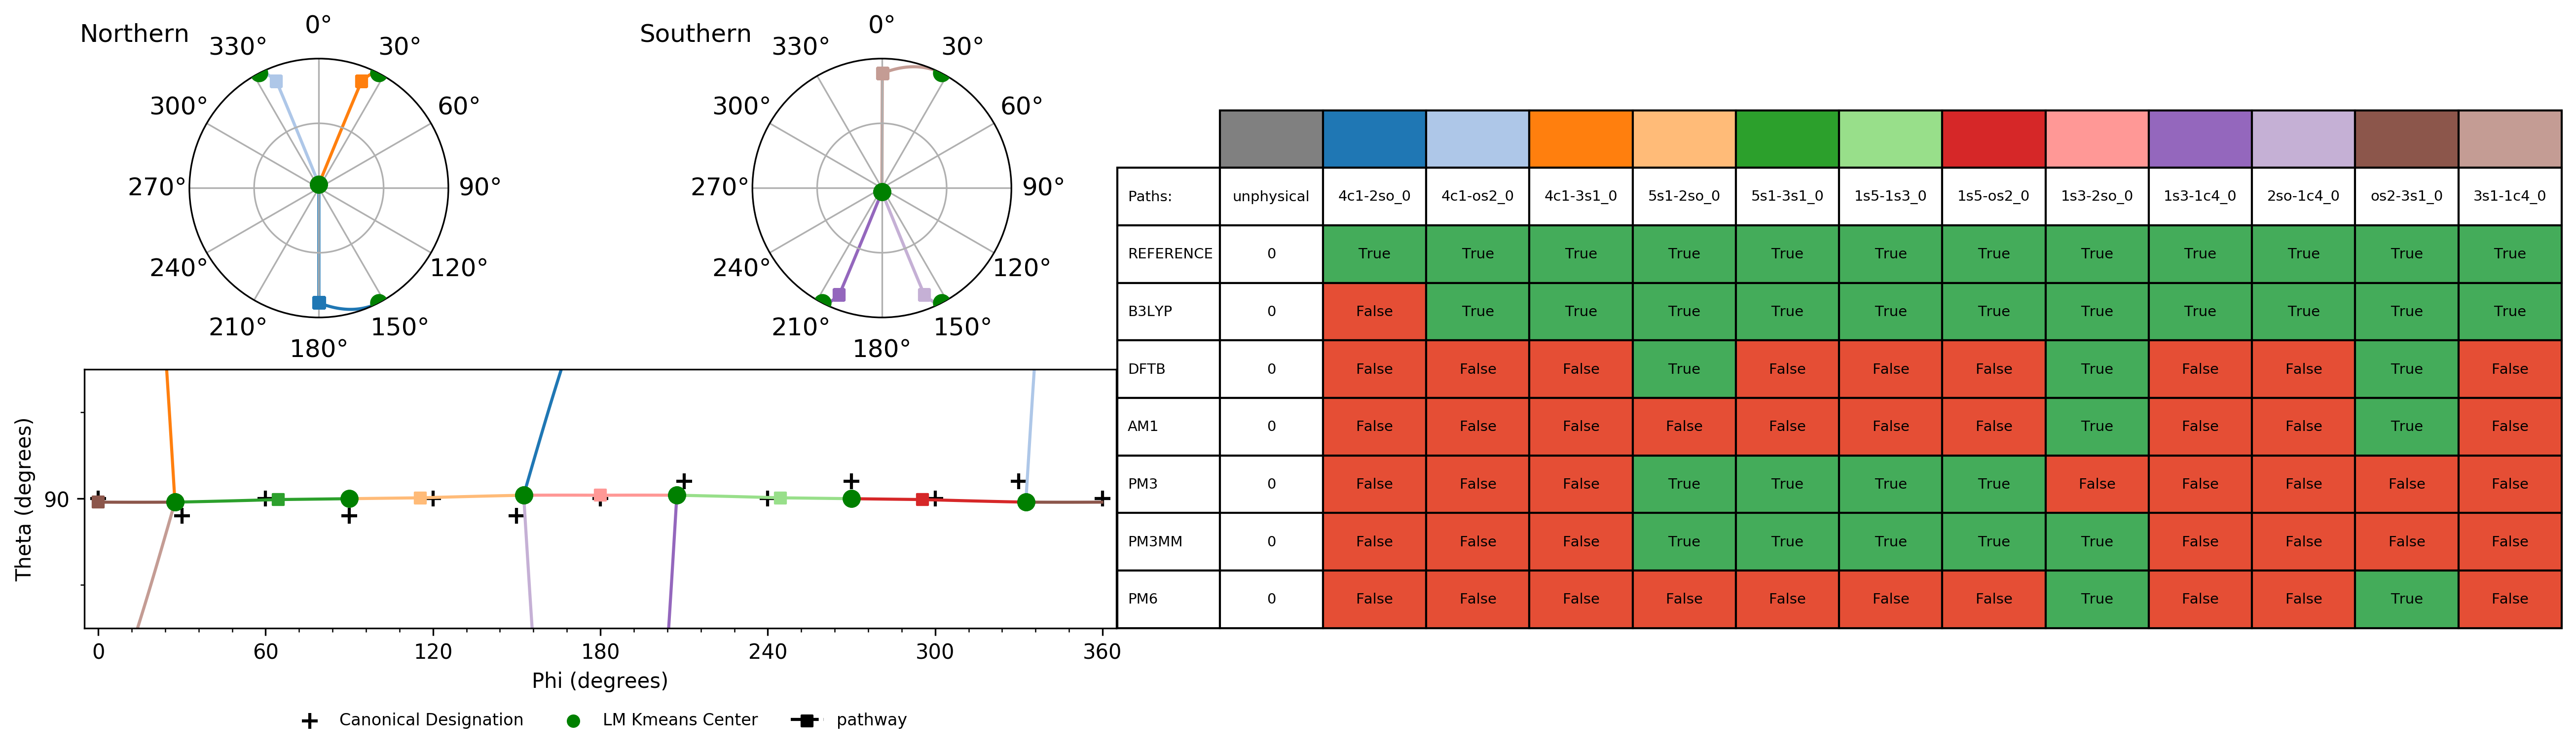 Northern
0°
30°
60°
90°
120°
150°
180°
210°
240°
270°
300°
330°
Southern
0°
30°
60°
90°
120°
150°
180°
210°
240°
270°
300°
330°
Theta (degrees)
90
0 60 120 180 240 300 360
Phi (degrees)
Canonical Designation LM Kmeans Center pathway
Paths: unphysical 4c1-2so_0 4c1-os2_0 4c1-3s1_0 5s1-2so_0 5s1-3s1_0 1s5-1s3_0 1s5-os2_0 1s3-2so_0 1s3-1c4_0 2so-1c4_0 os2-3s1_0 3s1-1c4_0
REFERENCE 0 True True True True True True True True True True True True
B3LYP 0 False True True True True True True True True True True True
DFTB 0 False False False True False False False True False False True False
AM1 0 False False False False False False False True False False True False
PM3 0 False False False True True True True False False False False False
PM3MM 0 False False False True True True True True False False False False
PM6 0 False False False False False False False True False False True False